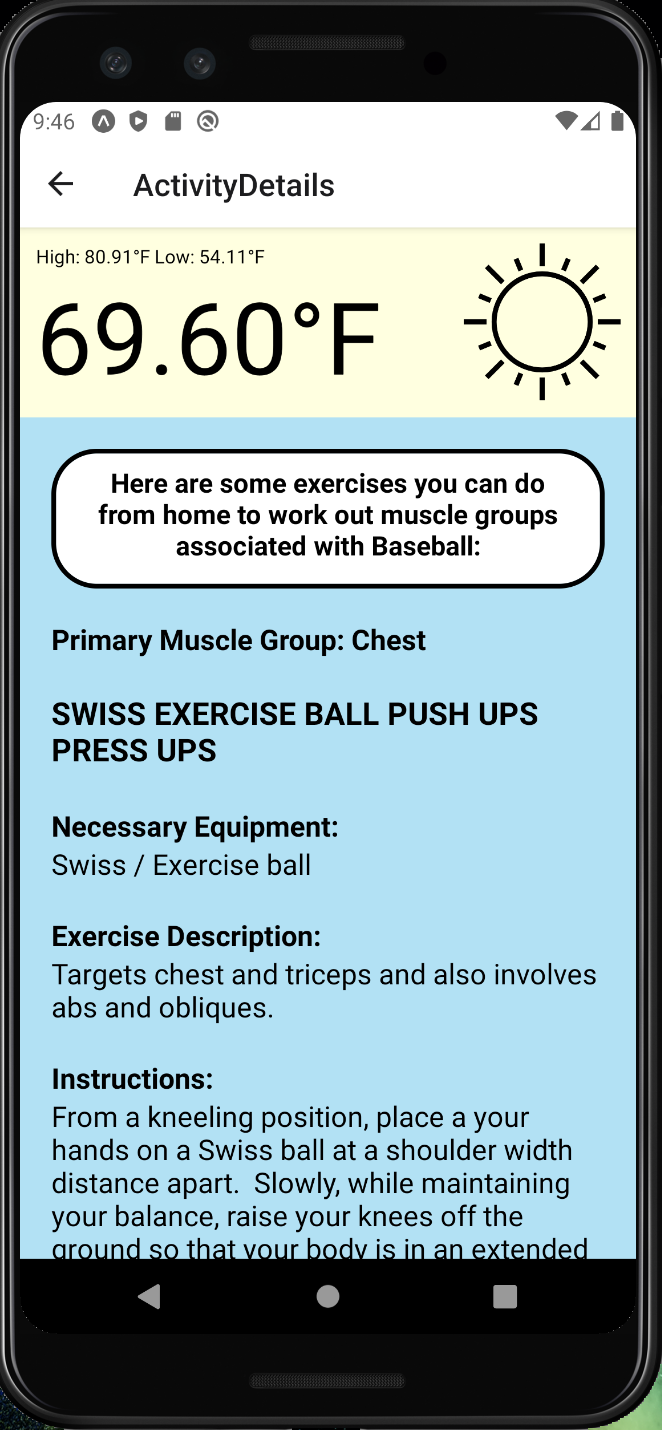 9:46
ActivityDetails
High: 80.91°F Low: 54.11°F
69.60°F
Here are some exercises you can do
from home to work out muscle groups
associated with Baseball:
Primary Muscle Group: Chest
SWISS EXERCISE BALL PUSH UPS
PRESS UPS
Necessary Equipment:
Swiss / Exercise ball
Exercise Description:
Targets chest and triceps and also involves
abs and obliques.
Instructions:
From a kneeling position, place a your
hands on a Swiss ball at a shoulder width
distance apart.  Slowly, while maintaining
your balance, raise your knees off the
ground so that your body is in an extended